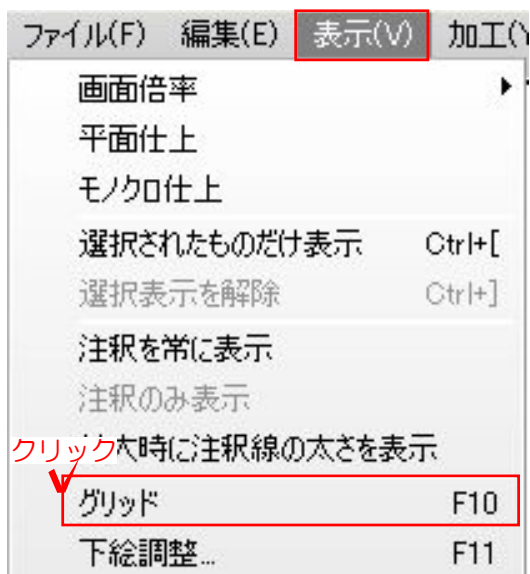 ファイル(F) 編集(E) 表示(V) 加工(
画面倍率
平面仕上
モノクロ仕上
選択されたものだけ表示 Ctrl+[
選択表示を解除 Ctrl+]
注釈を常に表示
注釈のみ表示
クリック
大時に注釈線の太さを表示
グリッド F10
下絵調整... F11